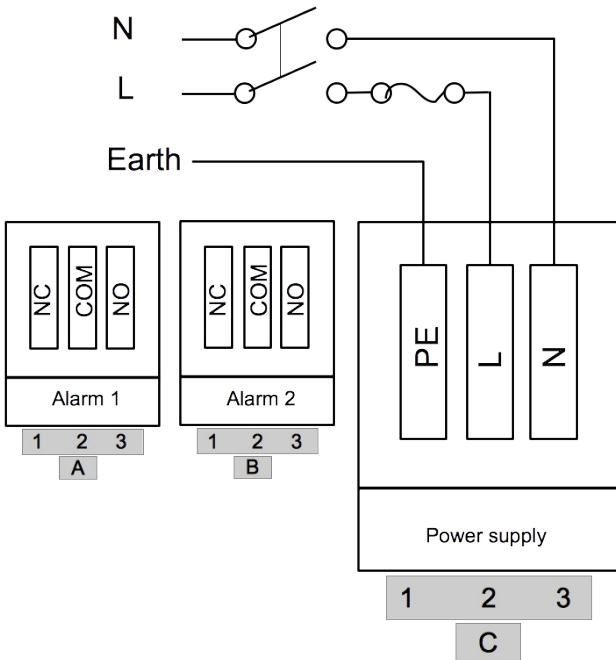 N
L
Earth
NC COM NO
NC COM NO
PE L N
Alarm 1
Alarm 2
1 2 3
A
1 2 3
B
Power supply
1 2 3
C